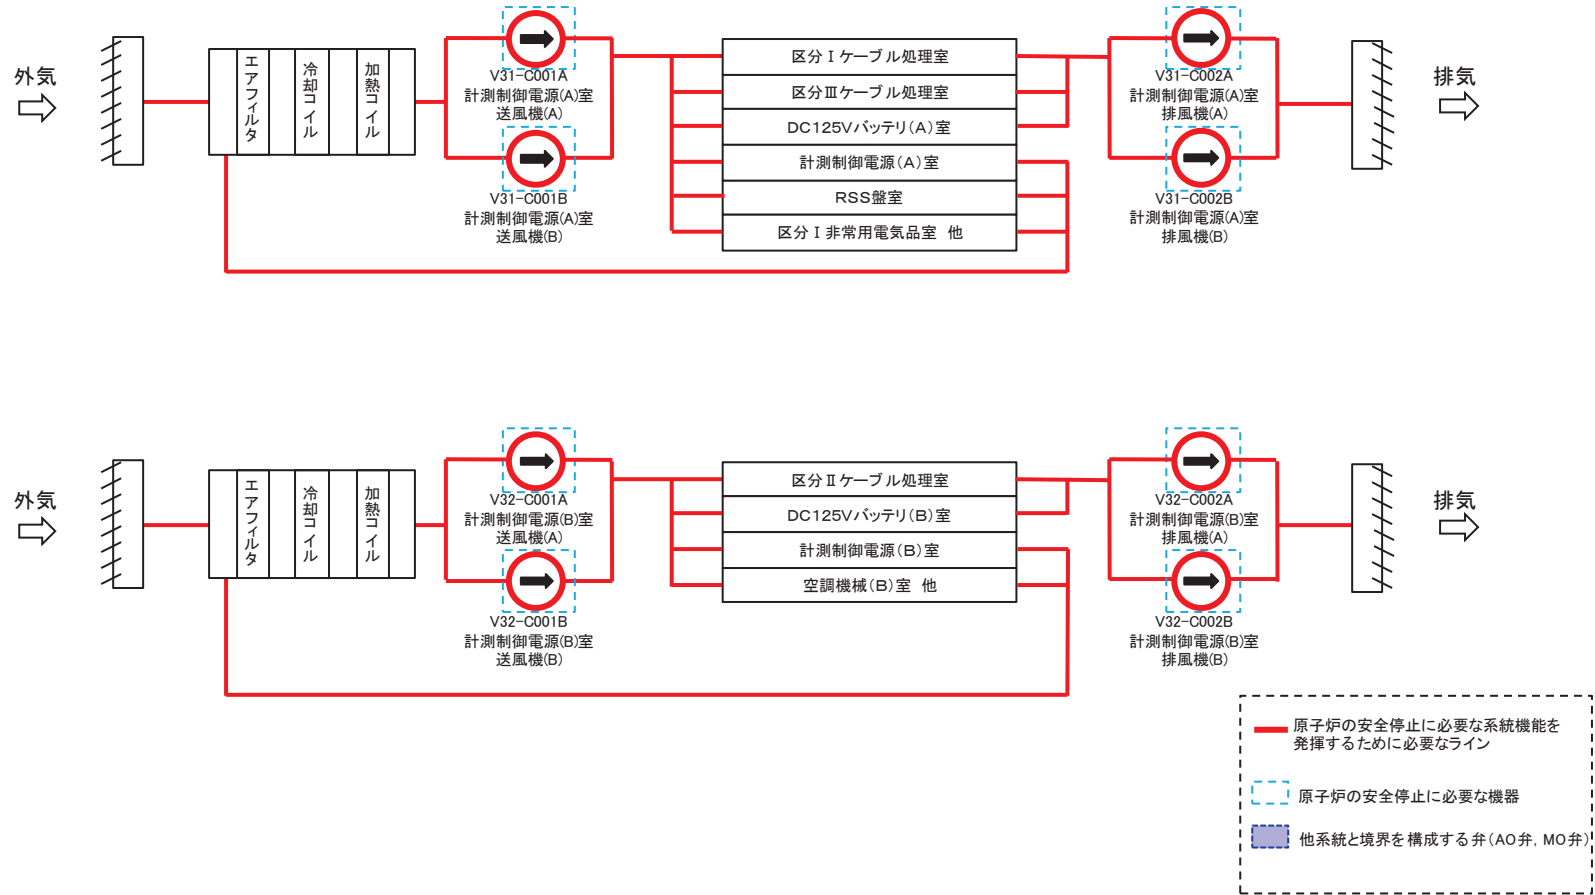 外気
エアフィルタ
冷却コイル
加熱コイル
V31-C001A
計測制御電源(A)室
送風機(A)
V31-C001B
計測制御電源(A)室
送風機(B)
区分Ⅰケーブル処理室
区分Ⅲケーブル処理室
DC125Vバッテリ(A)室
計測制御電源(A)室
RSS盤室
区分Ⅰ非常用電気品室 他
V31-C002A
計測制御電源(A)室
排風機(A)
V31-C002B
計測制御電源(A)室
排風機(B)
排気
外気
エアフィルタ
冷却コイル
加熱コイル
V32-C001A
計測制御電源(B)室
送風機(A)
V32-C001B
計測制御電源(B)室
送風機(B)
区分Ⅱケーブル処理室
DC125Vバッテリ(B)室
計測制御電源(B)室
空調機械(B)室 他
V32-C002A
計測制御電源(B)室
排風機(A)
V32-C002B
計測制御電源(B)室
排風機(B)
排気
原子炉の安全停止に必要な系統機能を
発揮するために必要なライン
原子炉の安全停止に必要な機器
他系統と境界を構成する弁(AO弁, MO弁)